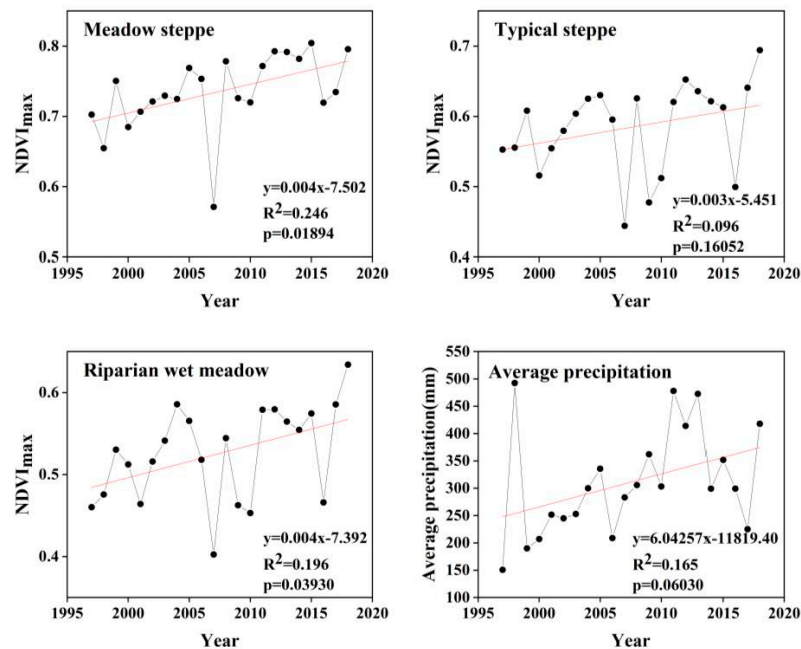 Meadow steppe
0.8
0.7
0.6
0.5
NDVImax
y=0.004x-7.502
R²=0.246
p=0.01894
1995 2000 2005 2010 2015 2020
Year
Typical steppe
0.7
0.6
0.5
0.4
NDVImax
y=0.003x-5.451
R²=0.096
p=0.16052
1995 2000 2005 2010 2015 2020
Year
Riparian wet meadow
0.6
0.5
0.4
NDVImax
y=0.004x-7.392
R²=0.196
p=0.03930
1995 2000 2005 2010 2015 2020
Year
Average precipitation
550
500
450
400
350
300
250
200
150
100
Average precipitation(mm)
y=6.04257x-11819.40
R²=0.165
p=0.06030
1995 2000 2005 2010 2015 2020
Year